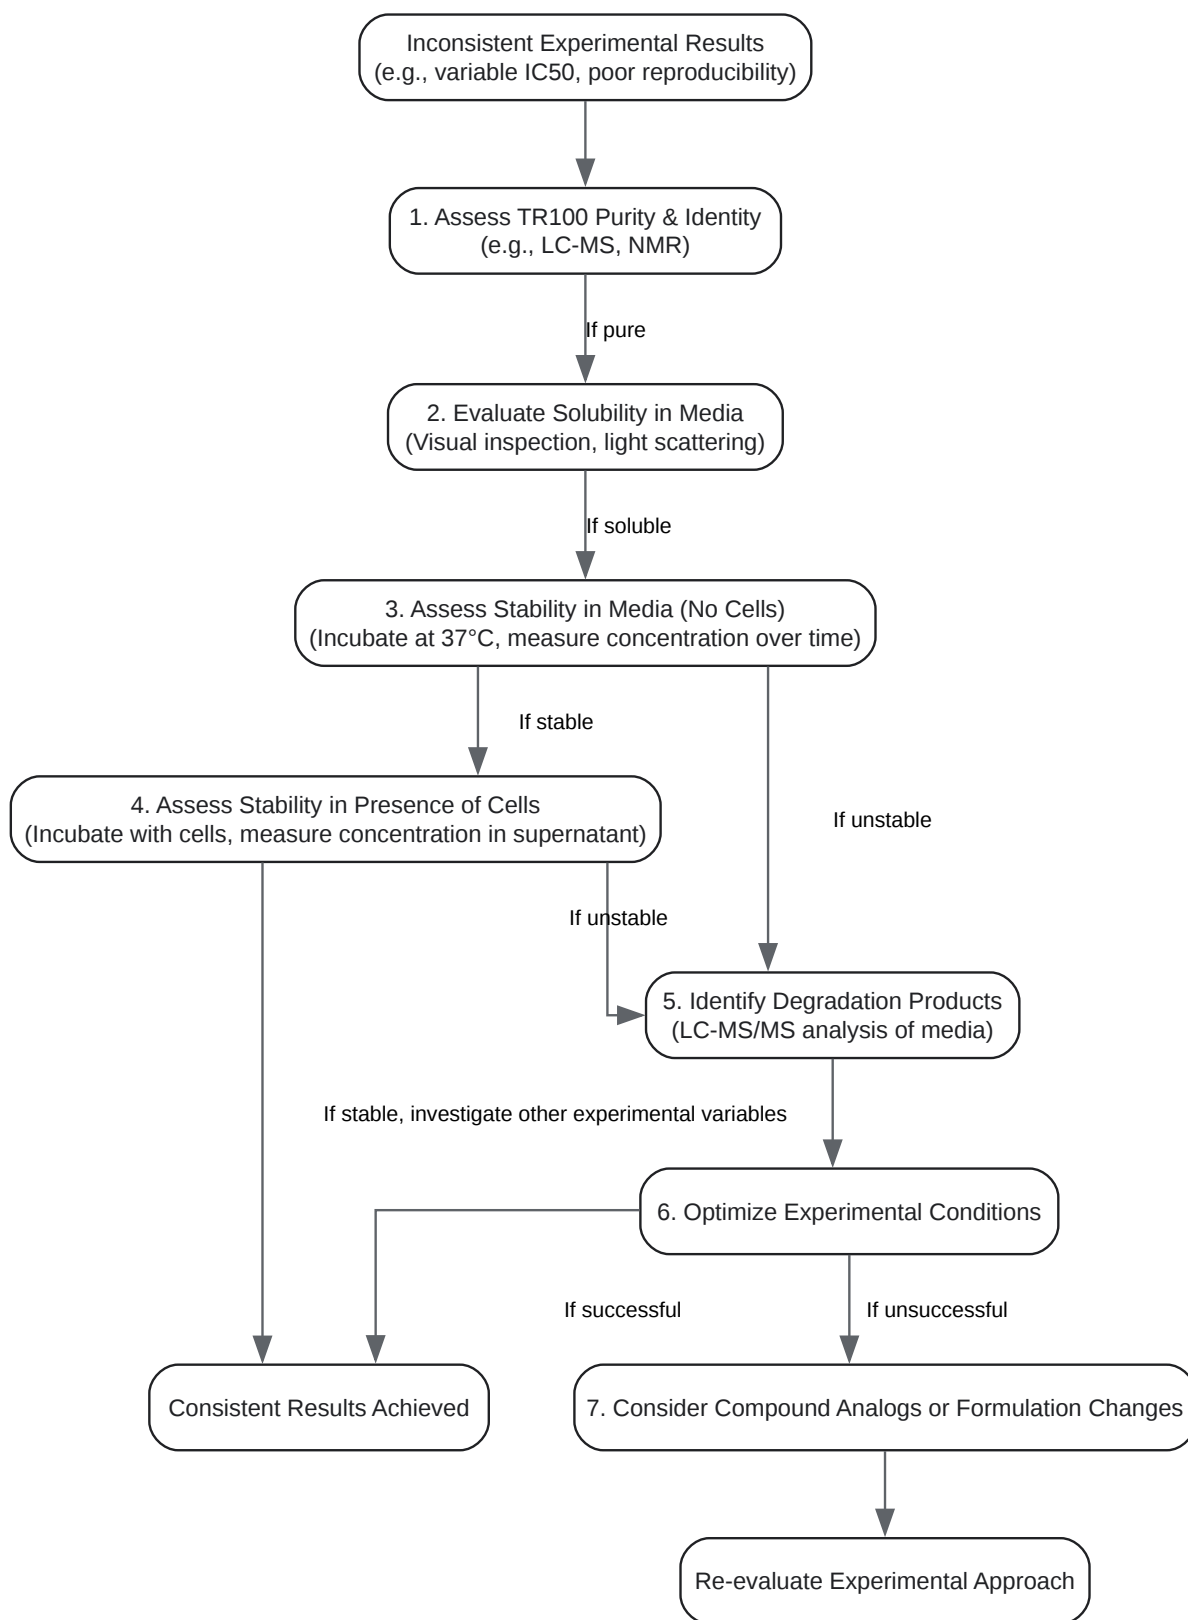 Inconsistent Experimental Results
(e.g., variable IC50, poor reproducibility)
1. Assess TR100 Purity & Identity
(e.g., LC-MS, NMR)
If pure
2. Evaluate Solubility in Media
(Visual inspection, light scattering)
If soluble
3. Assess Stability in Media (No Cells)
(Incubate at 37°C, measure concentration over time)
If stable
4. Assess Stability in Presence of Cells
(Incubate with cells, measure concentration in supernatant)
If unstable
If unstable
5. Identify Degradation Products
(LC-MS/MS analysis of media)
If stable, investigate other experimental variables
6. Optimize Experimental Conditions
If successful
If unsuccessful
Consistent Results Achieved
7. Consider Compound Analogs or Formulation Changes
Re-evaluate Experimental Approach